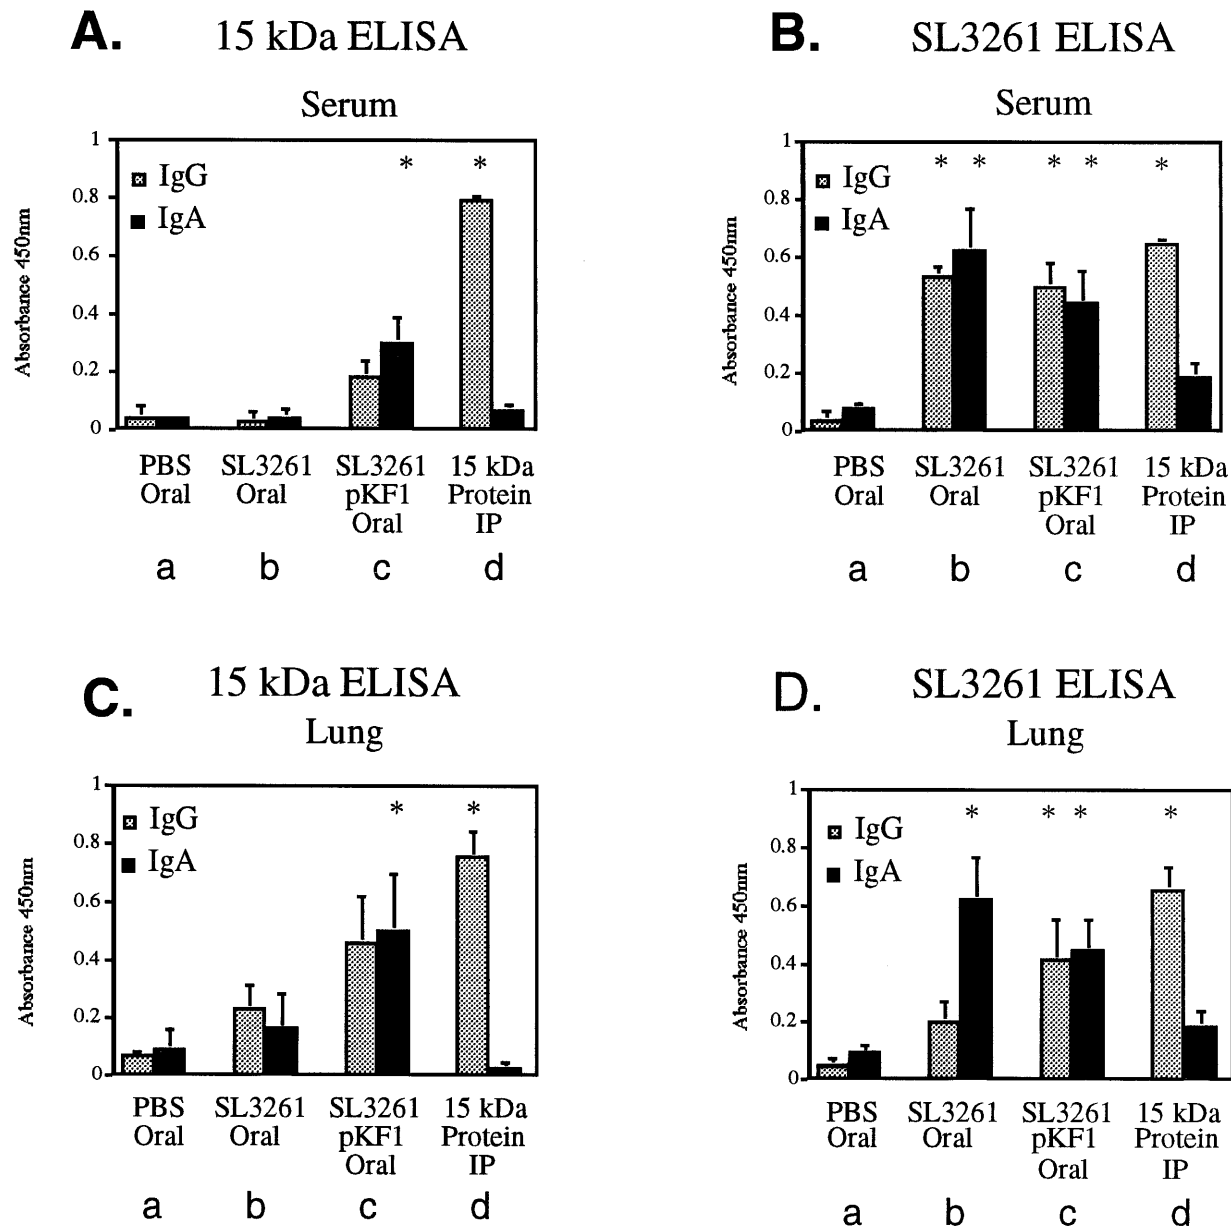 A. 15 kDa ELISA
Serum
Absorbance 450nm
1
0.8
0.6
0.4
0.2
0
IgG
IgA
* *
PBS Oral
SL3261 Oral
SL3261 pKF1 Oral
15 kDa Protein IP
a b c d
B. SL3261 ELISA
Serum
Absorbance 450nm
1
0.8
0.6
0.4
0.2
0
IgG
IgA
* * * * *
PBS Oral
SL3261 Oral
SL3261 pKF1 Oral
15 kDa Protein IP
a b c d
C. 15 kDa ELISA
Lung
Absorbance 450nm
1
0.8
0.6
0.4
0.2
0
IgG
IgA
* *
PBS Oral
SL3261 Oral
SL3261 pKF1 Oral
15 kDa Protein IP
a b c d
D. SL3261 ELISA
Lung
Absorbance 450nm
1
0.8
0.6
0.4
0.2
0
IgG
IgA
* * * *
PBS Oral
SL3261 Oral
SL3261 pKF1 Oral
15 kDa Protein IP
a b c d